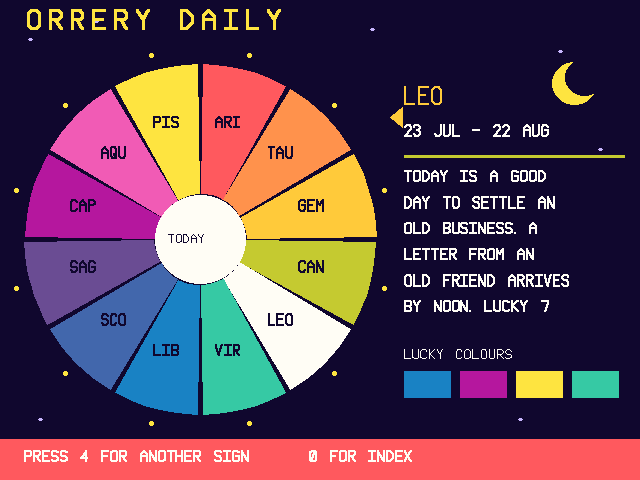 ORRERY DAILY
PIS
ARI
AQU
TAU
CAP
GEM
TODAY
SAG
CAN
SCO
LEO
LIB
VIR
LEO
23 JUL - 22 AUG
TODAY IS A GOOD
DAY TO SETTLE AN
OLD BUSINESS. A
LETTER FROM AN
OLD FRIEND ARRIVES
BY NOON. LUCKY 7
LUCKY COLOURS
PRESS 4 FOR ANOTHER SIGN
0 FOR INDEX